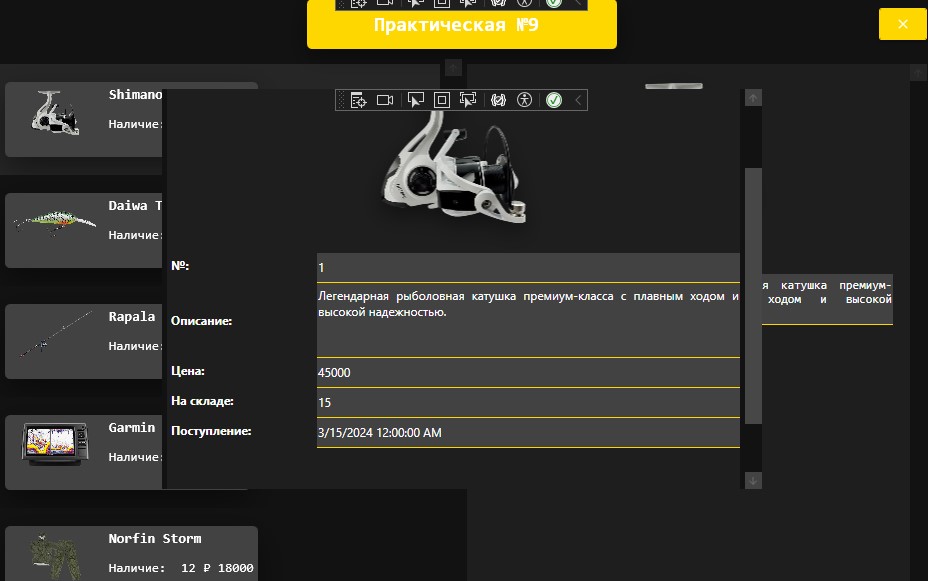 Практическая №9
Shimano
Наличие:
Daiwa T
Наличие:
Rapala
Наличие:
Garmin
Наличие:
Norfin Storm
Наличие: 12 ₽ 18000
№:
1
Описание:
Легендарная рыболовная катушка премиум-класса с плавным ходом и
высокой надежностью.
Цена:
45000
На складе:
15
Поступление:
3/15/2024 12:00:00 AM
я катушка премиум-
ходом и высокой